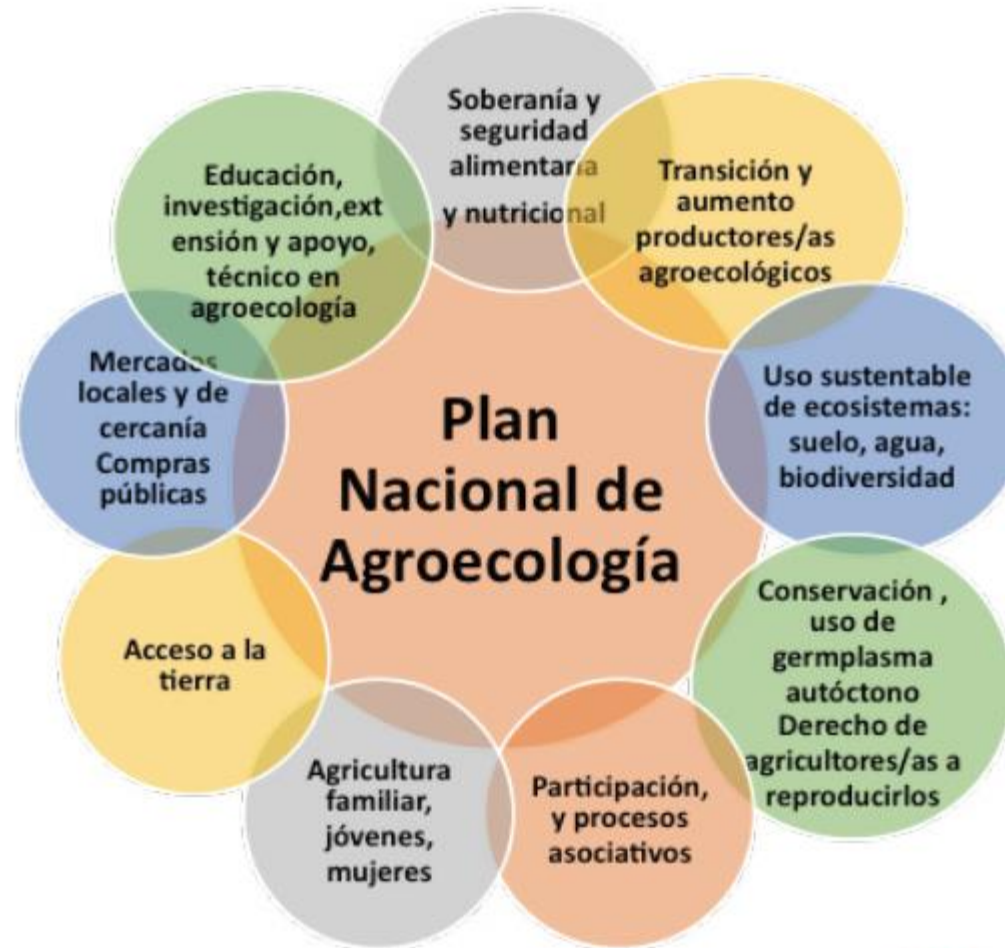 Soberanía y
seguridad
alimentaria
y nutricional
Transición y
aumento
productores/as
agroecológicos
Uso sustentable
de ecosistemas:
suelo, agua,
biodiversidad
Conservación ,
uso de
germplasma
autóctono
Derecho de
agricultores/as a
reproducirlos
Participación,
y procesos
asociativos
Agricultura
familiar,
jóvenes,
mujeres
Acceso a la
tierra
Mercados
locales y de
cercanía
Compras
públicas
Educación,
investigación,ext
ensión y apoyo,
técnico en
agroecología
Plan
Nacional de
Agroecología